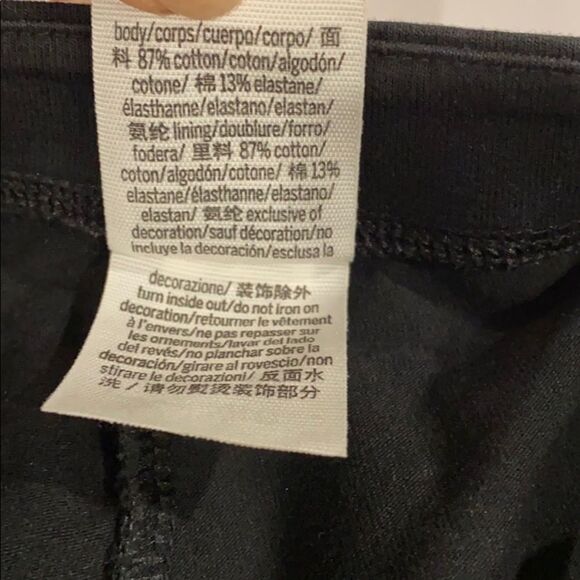 body/corps/cuerpo/corpo/ 面
料 87% cotton/coton/algodón/
cotone/ 棉 13% elastane/
élasthanne/elastano/elastan/
氨纶 lining/doublure/forro/
fodera/ 里料 87% cotton/
coton/algodón/cotone/ 棉 13%
elastane/élasthanne/elastano/
elastan/ 氨纶 exclusive of
decoration/sauf décoration/no
incluye la decoración/esclusa la
decorazione/ 装饰除外
turn inside out/do not iron on
decoration/retourner le vêtement
à l'envers/ne pas repasser sur
les ornements/lavar del lado
del revés/no planchar sobre la
decoración/girare al rovescio/non
stirare le decorazioni/ 反面水
洗 / 请勿熨烫装饰部分